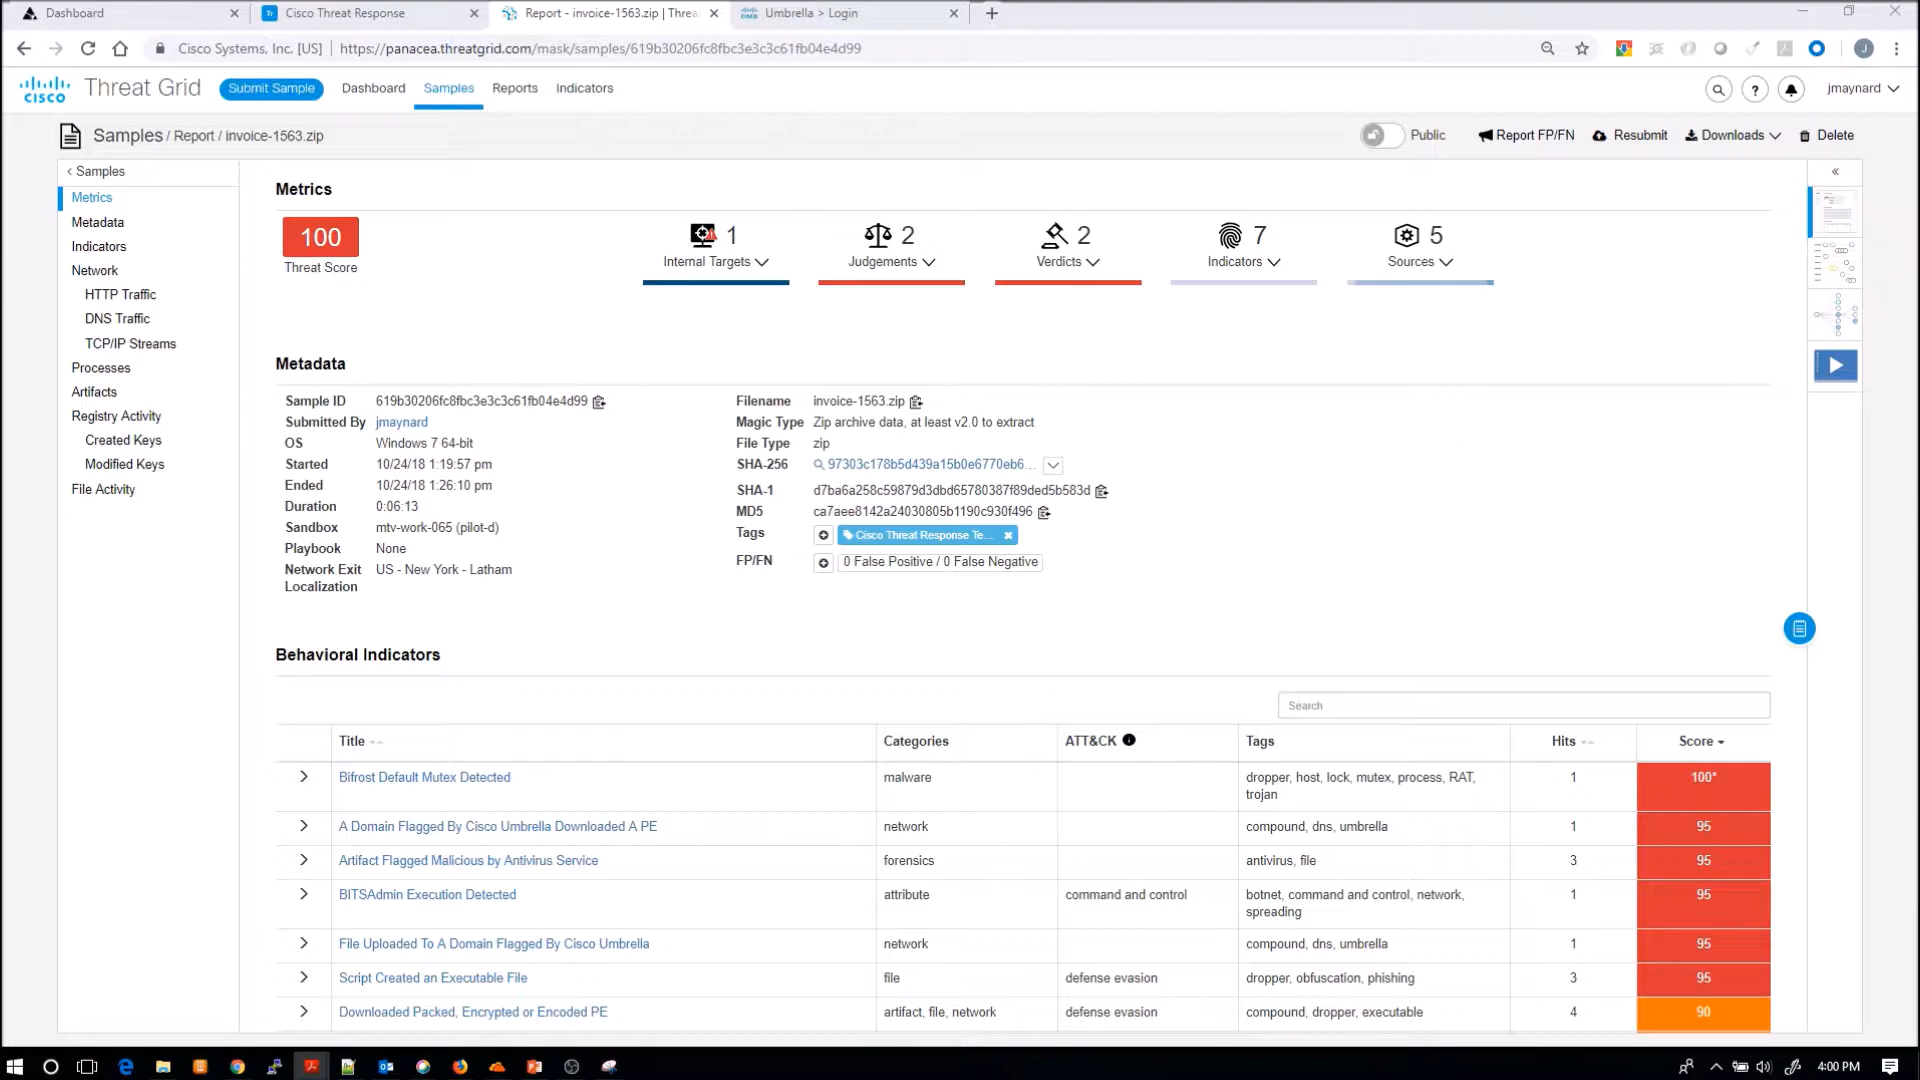 Dashboard
Cisco Threat Response
Report - invoice-1563.zip | Threa
Umbrella > Login
Cisco Systems, Inc. [US]
https://panacea.threatgrid.com/mask/samples/619b30206fc8fbc3e3c3c61fb04e4d99
J
CISCO
Threat Grid
Submit Sample
Dashboard
Samples
Reports
Indicators
jmaynard
Samples / Report / invoice-1563.zip
Public
Report FP/FN
Resubmit
Downloads
Delete
< Samples
Metrics
Metadata
Indicators
Network
HTTP Traffic
DNS Traffic
TCP/IP Streams
Processes
Artifacts
Registry Activity
Created Keys
Modified Keys
File Activity
Metrics
100
Threat Score
1
Internal Targets
2
Judgements
2
Verdicts
7
Indicators
5
Sources
Metadata
Sample ID 619b30206fc8fbc3e3c3c61fb04e4d99
Submitted By jmaynard
OS Windows 7 64-bit
Started 10/24/18 1:19:57 pm
Ended 10/24/18 1:26:10 pm
Duration 0:06:13
Sandbox mtv-work-065 (pilot-d)
Playbook None
Network Exit US - New York - Latham
Localization
Filename invoice-1563.zip
Magic Type Zip archive data, at least v2.0 to extract
File Type zip
SHA-256 97303c178b5d439a15b0e6770eb6...
SHA-1 d7ba6a258c59879d3dbd65780387f89ded5b583d
MD5 ca7aee8142a24030805b1190c930f496
Tags Cisco Threat Response Te...
FP/FN 0 False Positive / 0 False Negative
Behavioral Indicators
Search
Title Categories ATT&CK Tags Hits Score
Bifrost Default Mutex Detected malware dropper, host, lock, mutex, process, RAT, 1 100*
trojan
A Domain Flagged By Cisco Umbrella Downloaded A PE network compound, dns, umbrella 1 95
Artifact Flagged Malicious by Antivirus Service forensics antivirus, file 3 95
BITSAdmin Execution Detected attribute command and control botnet, command and control, network, 1 95
spreading
File Uploaded To A Domain Flagged By Cisco Umbrella network compound, dns, umbrella 1 95
Script Created an Executable File file defense evasion dropper, obfuscation, phishing 3 95
Downloaded Packed, Encrypted or Encoded PE artifact, file, network defense evasion compound, dropper, executable 4 90
4:00 PM